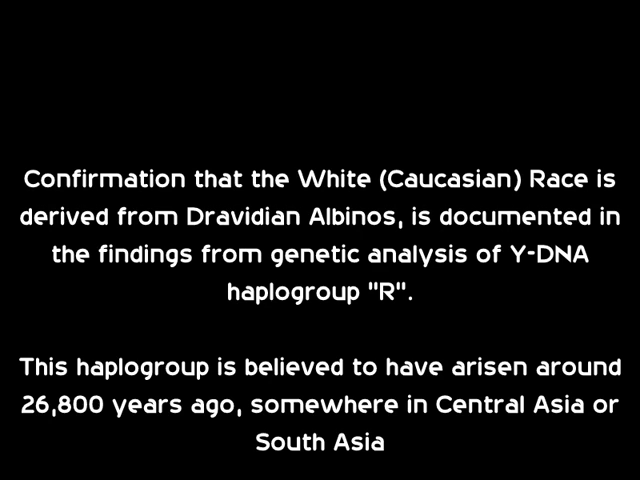 Confirmation that the White (Caucasian) Race is
derived from Dravidian Albinos, is documented in
the findings from genetic analysis of Y-DNA
haplogroup "R".
This haplogroup is believed to have arisen around
26,800 years ago, somewhere in Central Asia or
South Asia